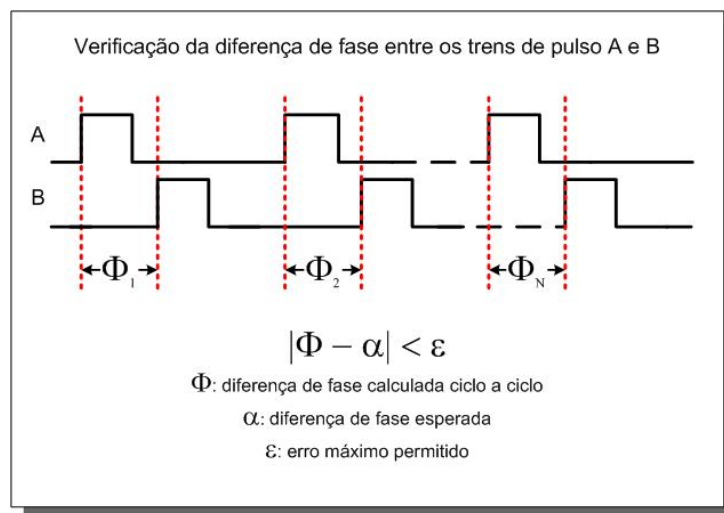 Verificação da diferença de fase entre os trens de pulso A e B
A
B
Φ₁ Φ₂ Φ_N
|Φ − α| < ε
Φ: diferença de fase calculada ciclo a ciclo
α: diferença de fase esperada
ε: erro máximo permitido